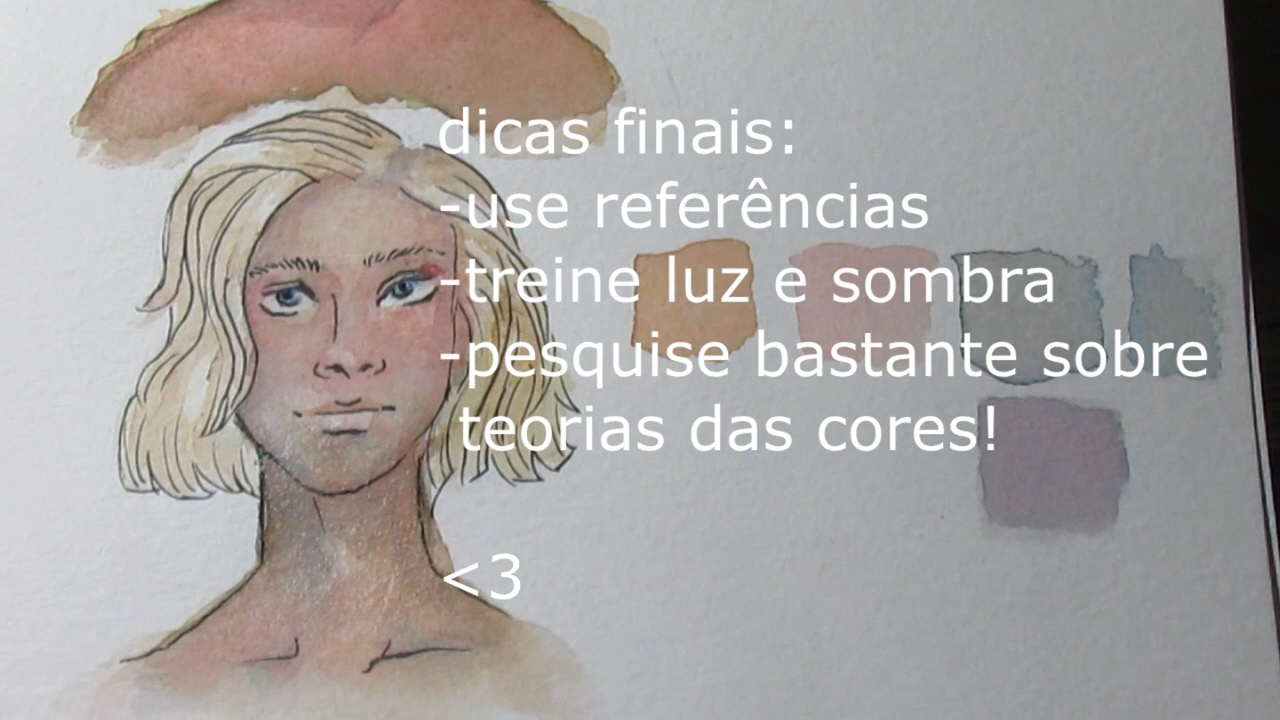 dicas finais:
-use referências
-treine luz e sombra
-pesquise bastante sobre
teorias das cores!
<3